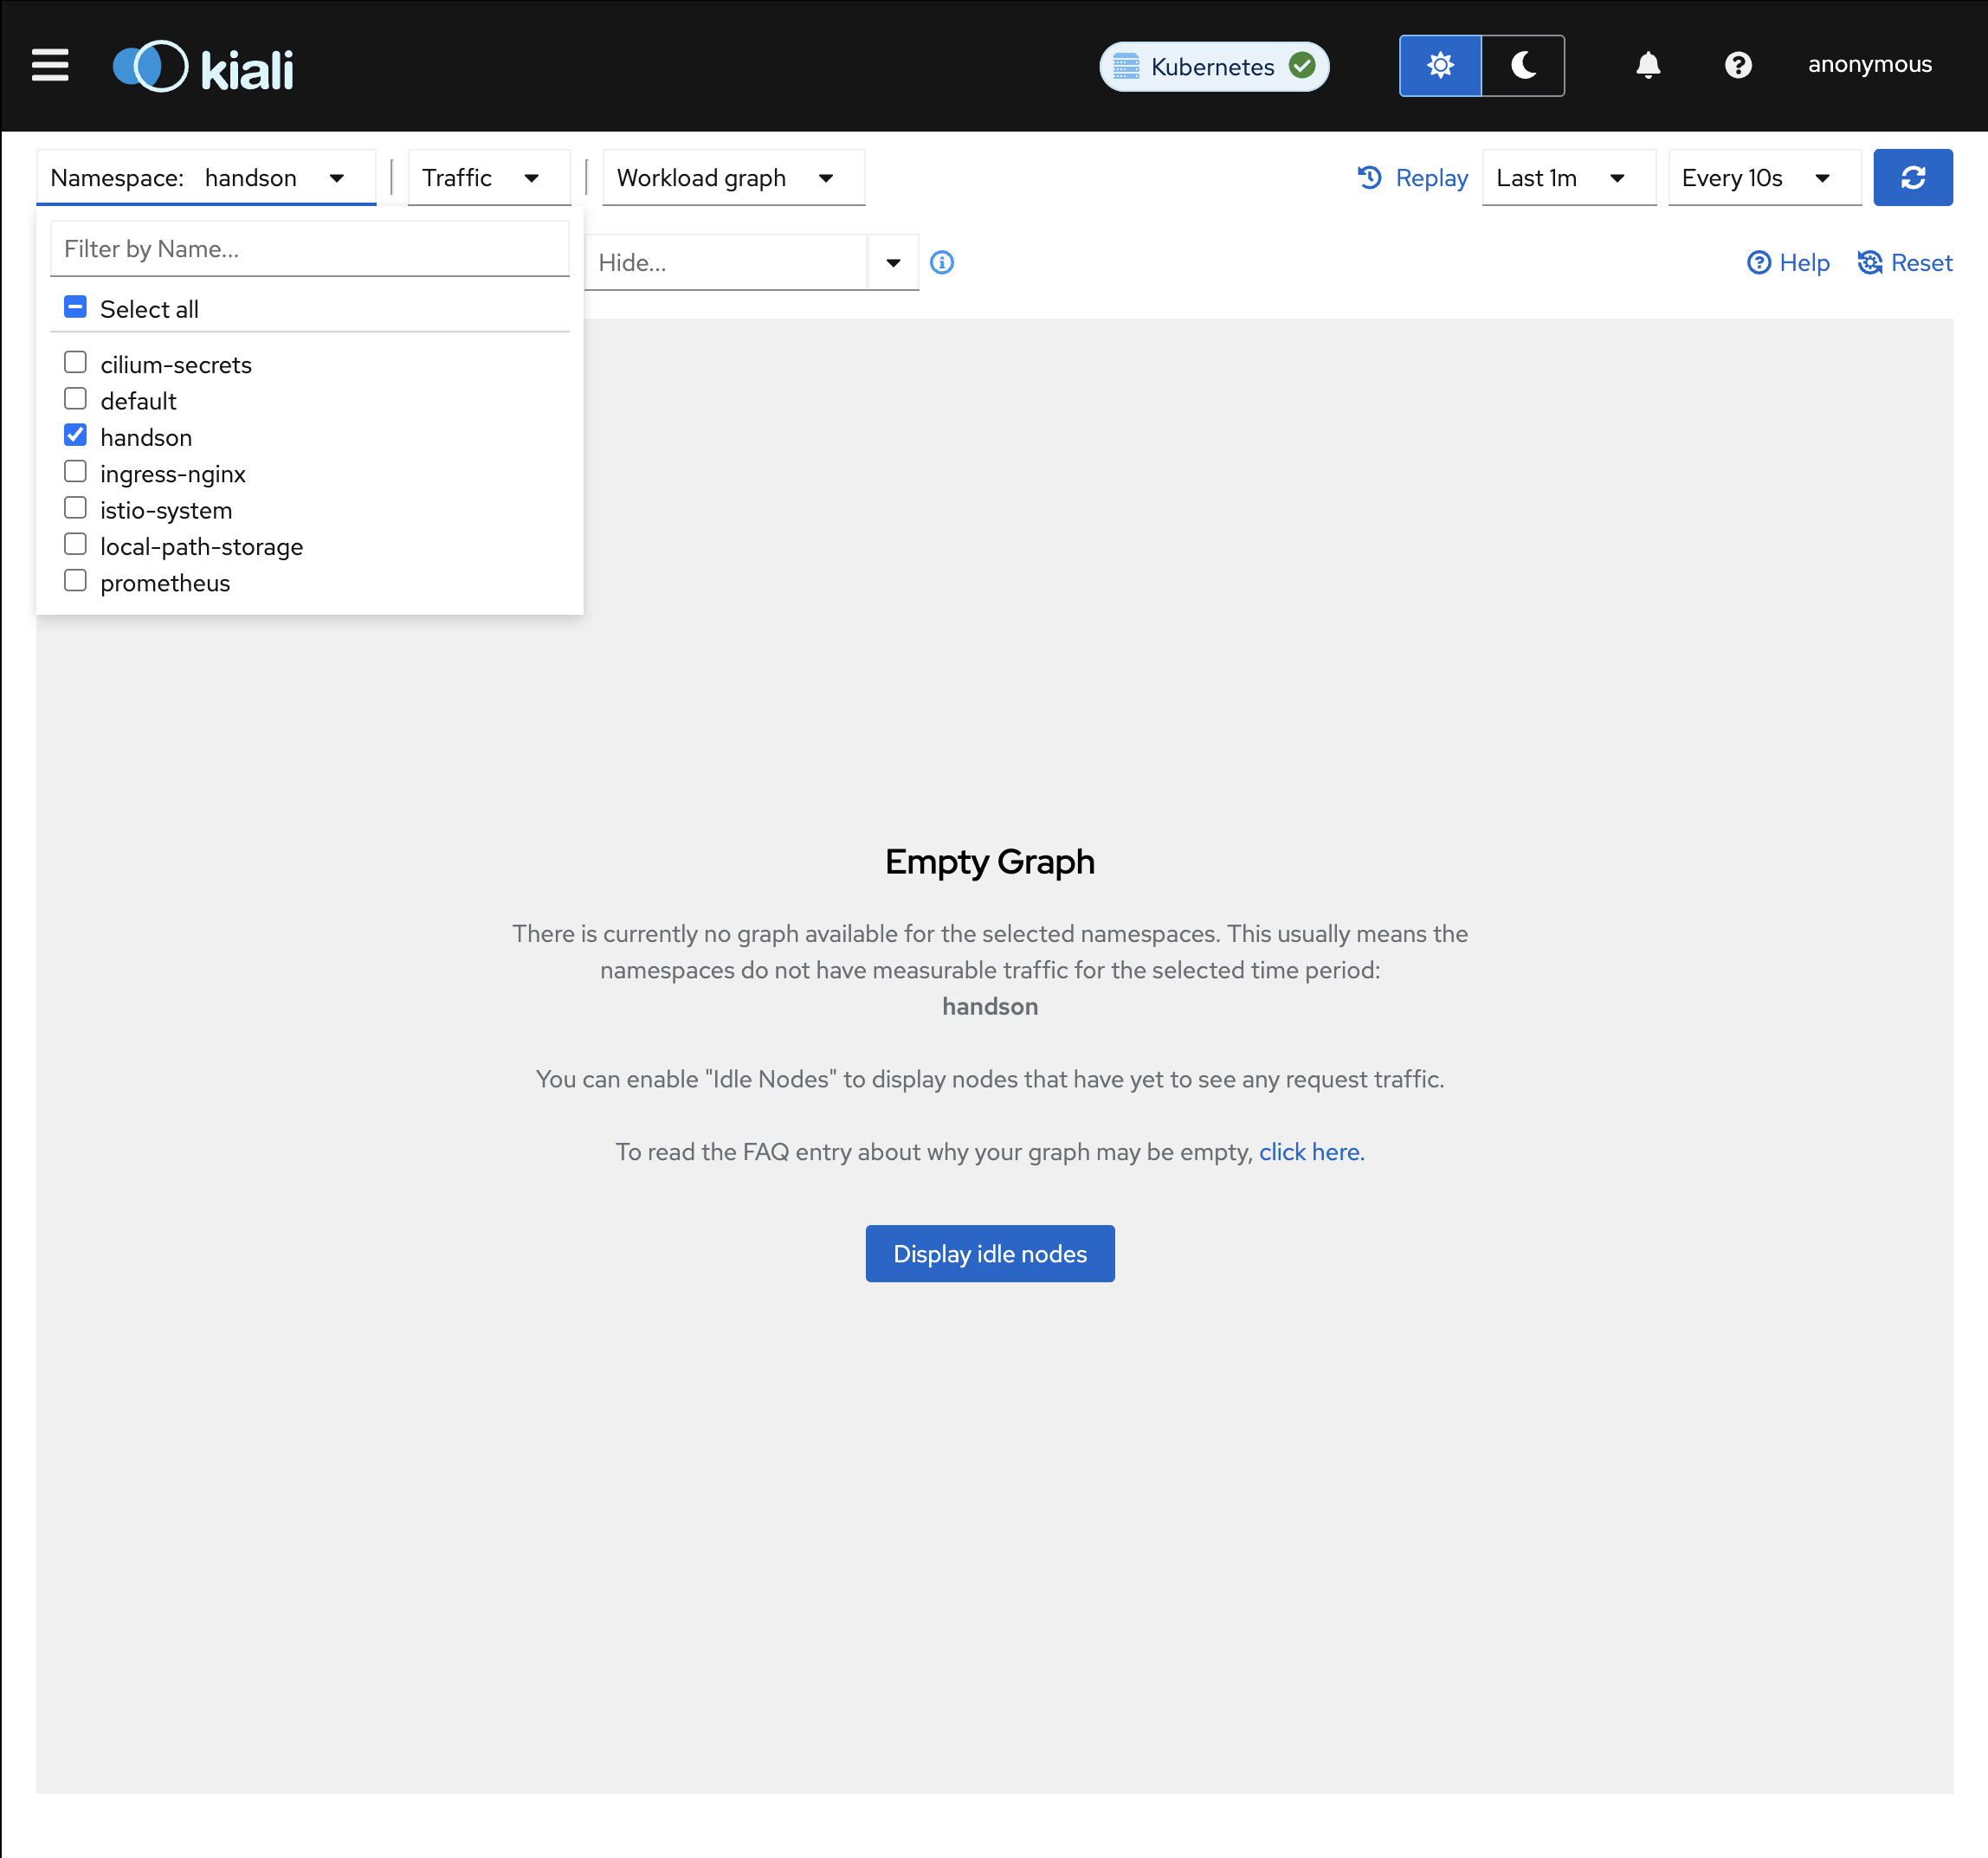 kiali
Kubernetes
anonymous
Namespace: handson
Traffic
Workload graph
Replay
Last 1m
Every 10s
Filter by Name...
Hide...
Help
Reset
Select all
cilium-secrets
default
handson
ingress-nginx
istio-system
local-path-storage
prometheus
Empty Graph
There is currently no graph available for the selected namespaces. This usually means the
namespaces do not have measurable traffic for the selected time period:
handson
You can enable "Idle Nodes" to display nodes that have yet to see any request traffic.
To read the FAQ entry about why your graph may be empty, click here.
Display idle nodes